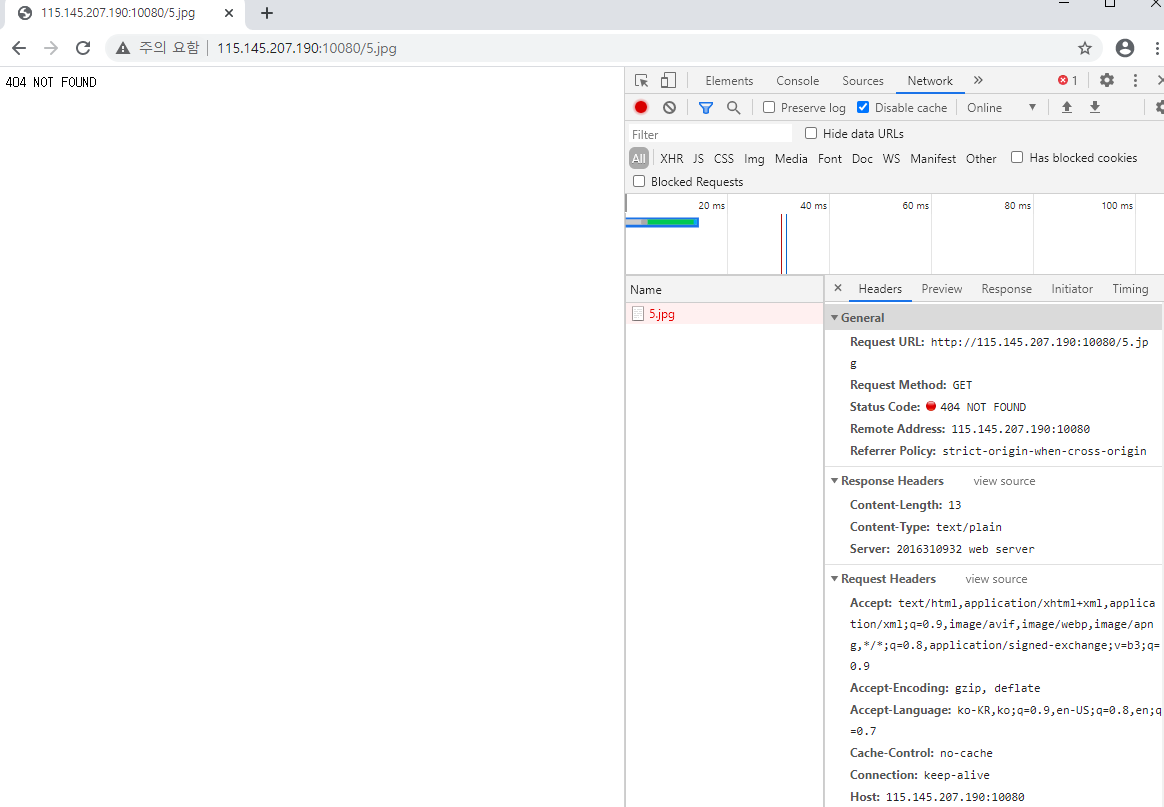 115.145.207.190:10080/5.jpg
주의 요함 115.145.207.190:10080/5.jpg
404 NOT FOUND
Elements Console Sources Network 1
Preserve log Disable cache Online
Filter Hide data URLs
All XHR JS CSS Img Media Font Doc WS Manifest Other Has blocked cookies
Blocked Requests
20 ms 40 ms 60 ms 80 ms 100 ms
Name
5.jpg
Headers Preview Response Initiator Timing
General
Request URL: http://115.145.207.190:10080/5.jp
g
Request Method: GET
Status Code: 404 NOT FOUND
Remote Address: 115.145.207.190:10080
Referrer Policy: strict-origin-when-cross-origin
Response Headers view source
Content-Length: 13
Content-Type: text/plain
Server: 2016310932 web server
Request Headers view source
Accept: text/html,application/xhtml+xml,applica
tion/xml;q=0.9,image/avif,image/webp,image/apn
g,*/*;q=0.8,application/signed-exchange;v=b3;q=
0.9
Accept-Encoding: gzip, deflate
Accept-Language: ko-KR,ko;q=0.9,en-US;q=0.8,en;q
=0.7
Cache-Control: no-cache
Connection: keep-alive
Host: 115.145.207.190:10080